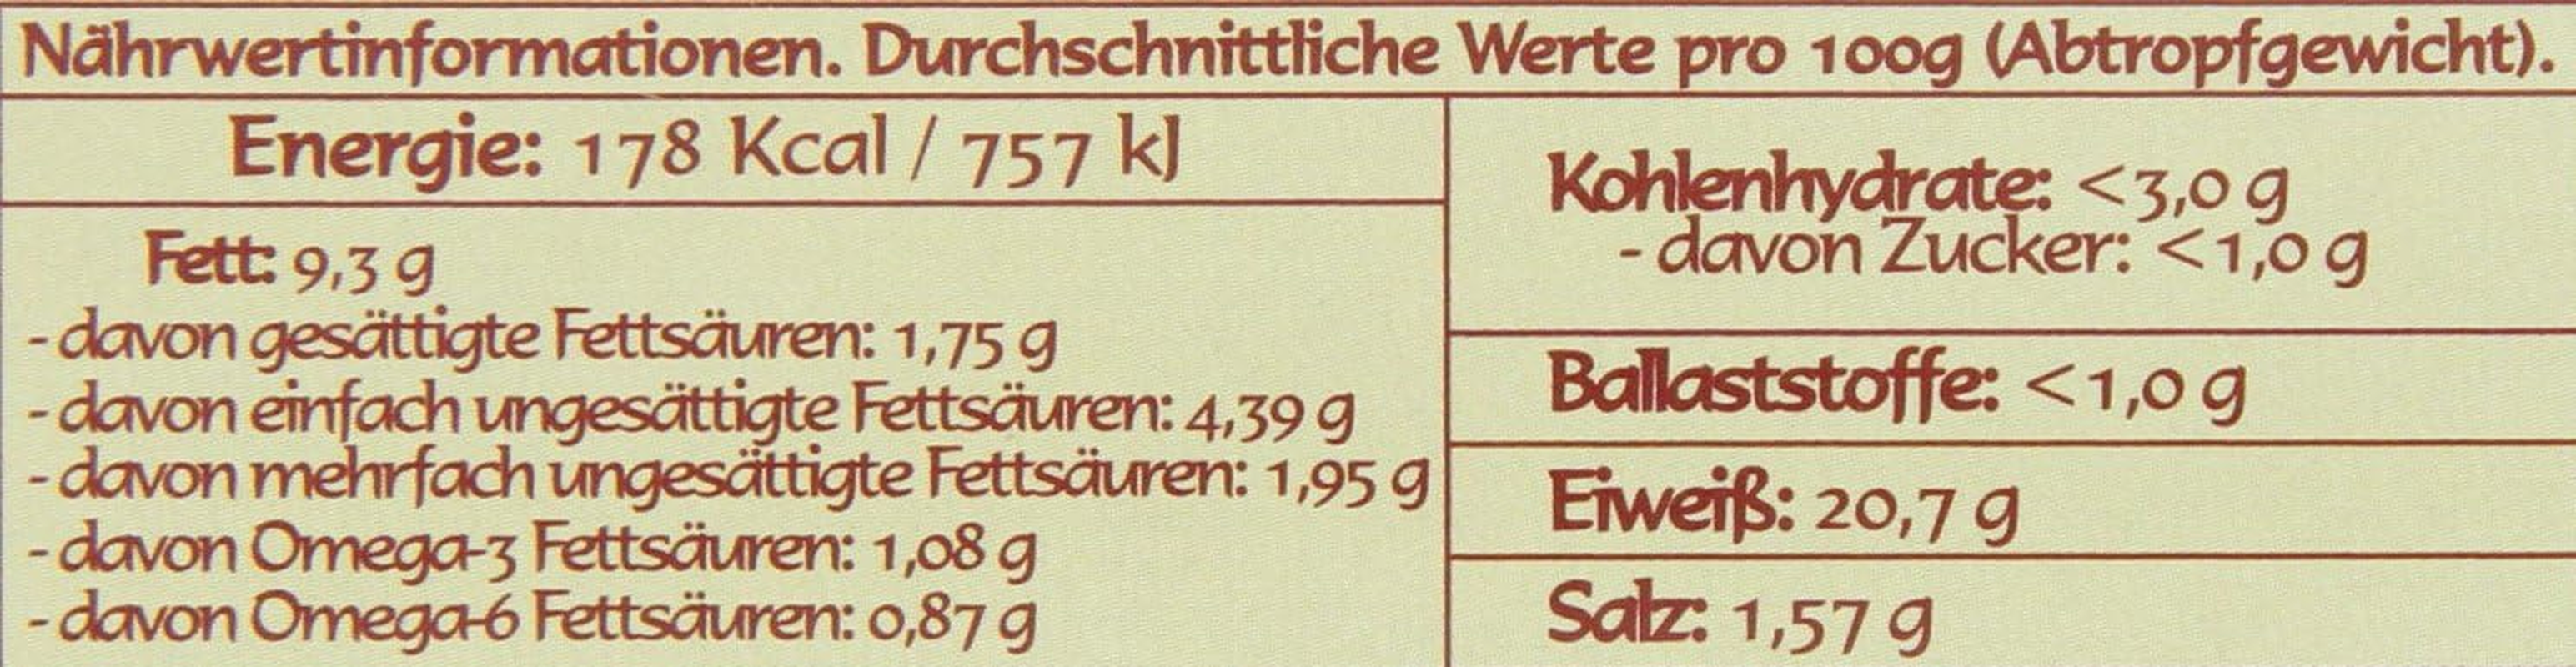 Nährwertinformationen. Durchschnittliche Werte pro 100g (Abtropfgewicht).
Energie: 178 Kcal / 757 kJ
Fett: 9,3 g
- davon gesättigte Fettsäuren: 1,75 g
- davon einfach ungesättigte Fettsäuren: 4,39 g
- davon mehrfach ungesättigte Fettsäuren: 1,95 g
- davon Omega-3 Fettsäuren: 1,08 g
- davon Omega-6 Fettsäuren: 0,87 g
Kohlenhydrate: <3,0 g
- davon Zucker: <1,0 g
Ballaststoffe: <1,0 g
Eiweiß: 20,7 g
Salz: 1,57 g